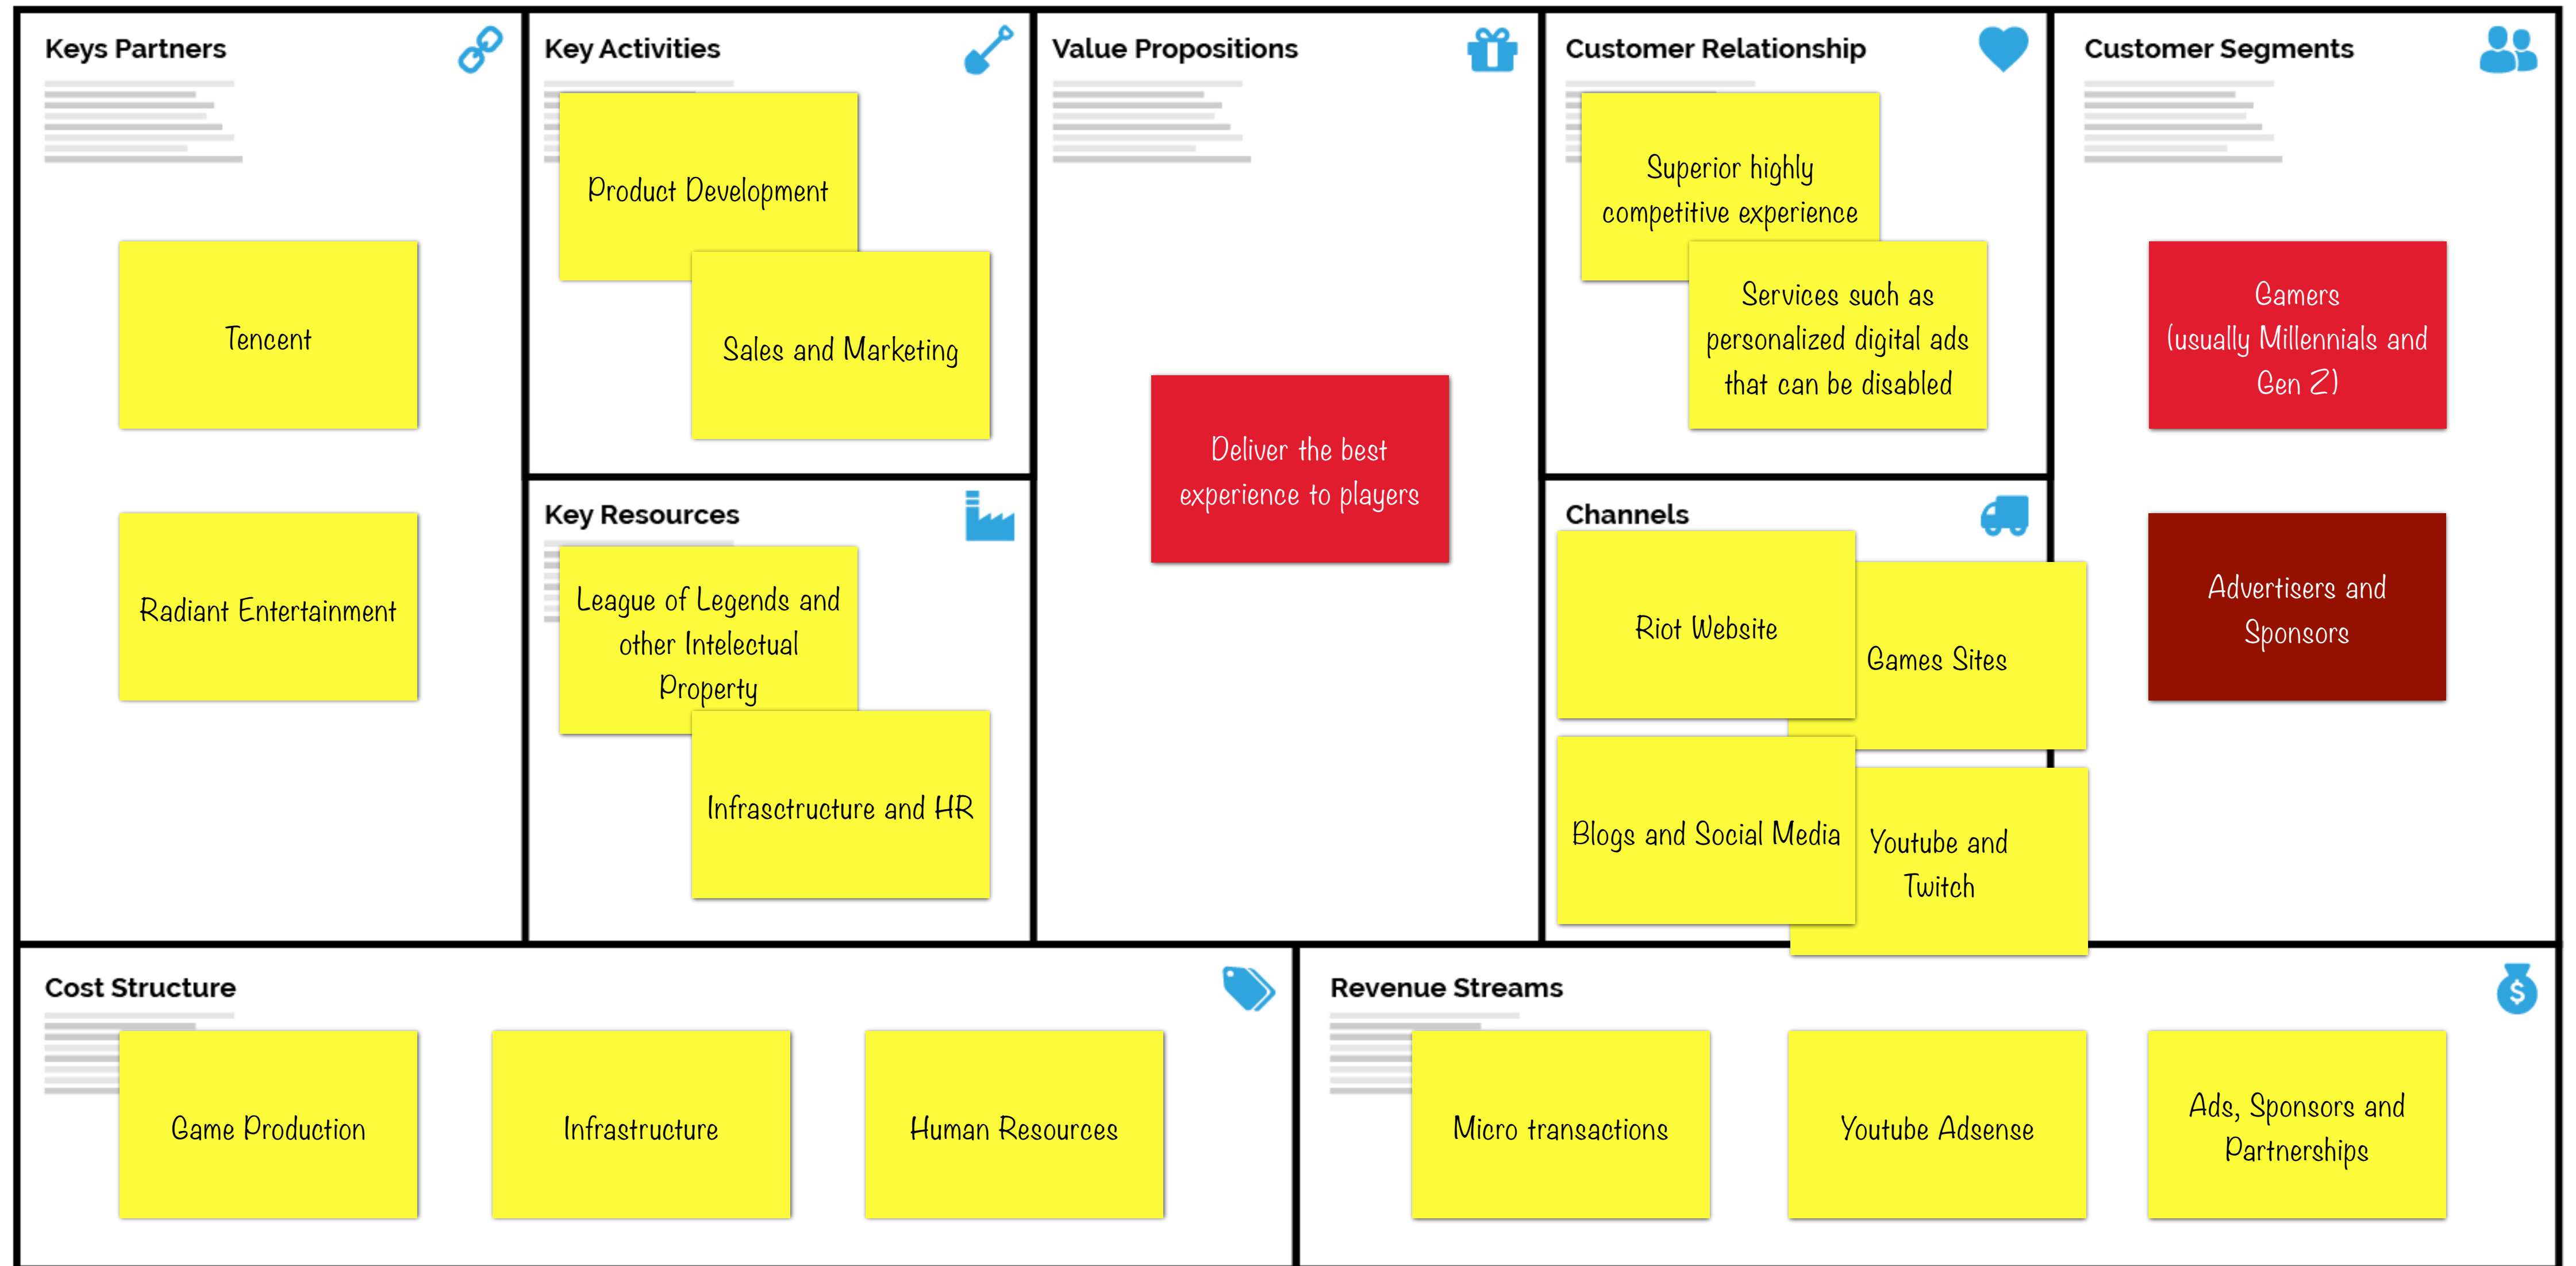 Keys Partners
Tencent
Radiant Entertainment
Key Activities
Product Development
Sales and Marketing
Key Resources
League of Legends and
other Intelectual
Property
Infrasctructure and HR
Value Propositions
Deliver the best
experience to players
Customer Relationship
Superior highly
competitive experience
Services such as
personalized digital ads
that can be disabled
Channels
Riot Website
Games Sites
Blogs and Social Media
Youtube and
Twitch
Customer Segments
Gamers
(usually Millennials and
Gen Z)
Advertisers and
Sponsors
Cost Structure
Game Production
Infrastructure
Human Resources
Revenue Streams
$
Micro transactions
Youtube Adsense
Ads, Sponsors and
Partnerships